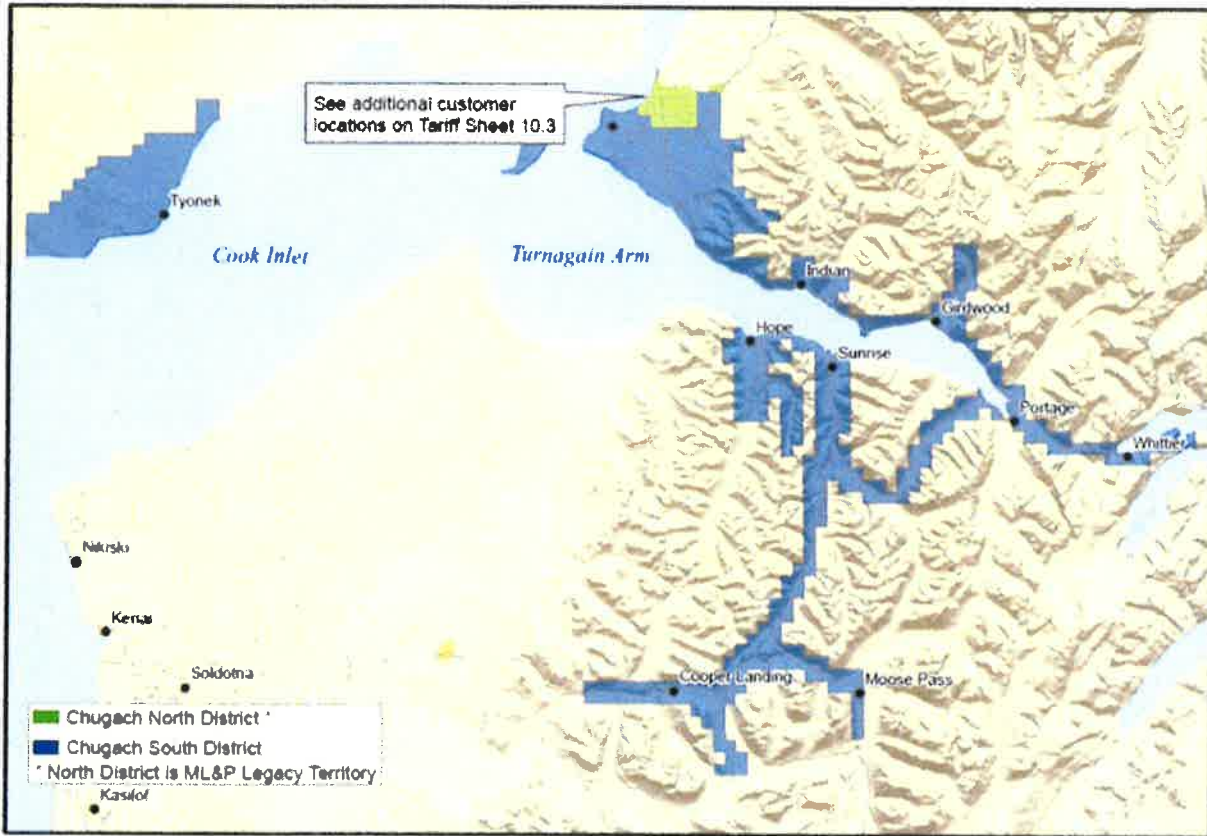 See additional customer
locations on Tariff Sheet 10.3
Tyonek
Cook Inlet
Turnagain Arm
Indian
Girdwood
Hope
Sunrise
Portage
Whittier
Nikiski
Kenai
Soldotna
Cooper Landing
Moose Pass
Chugach North District *
Chugach South District
* North District is ML&P Legacy Territory
Kasilof